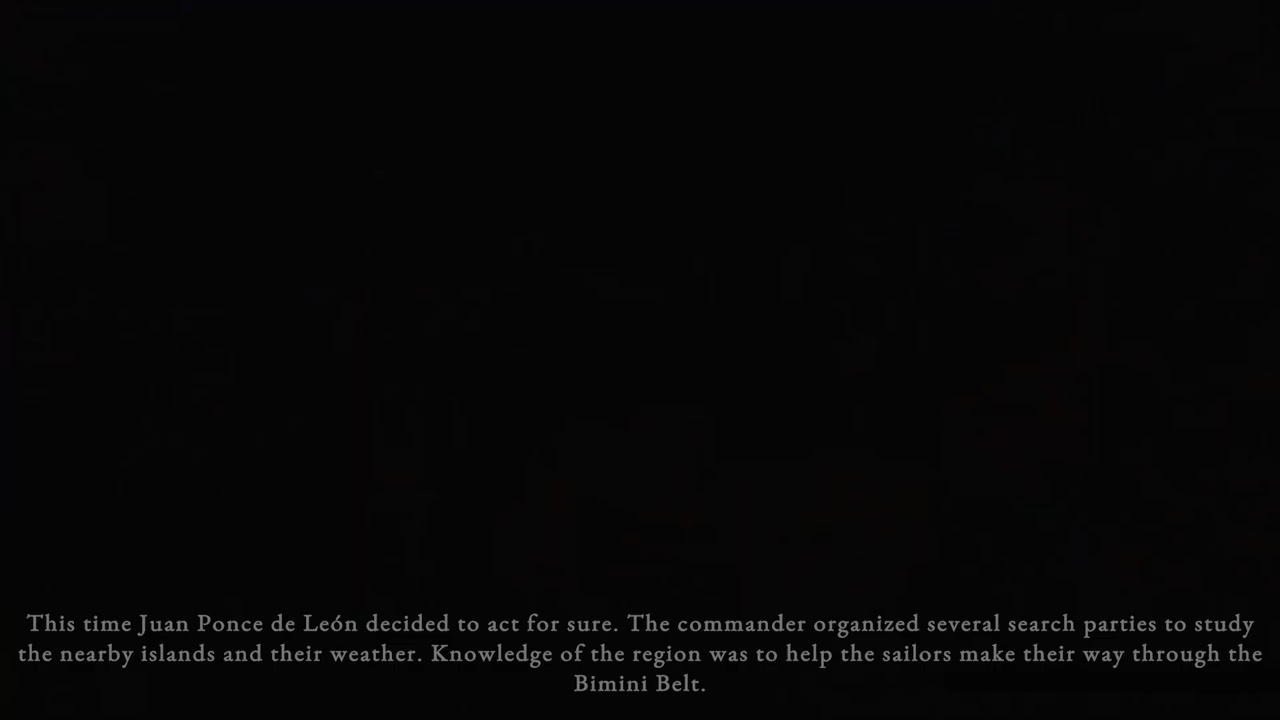 This time Juan Ponce de León decided to act for sure. The commander organized several search parties to study
the nearby islands and their weather. Knowledge of the region was to help the sailors make their way through the
Bimini Belt.